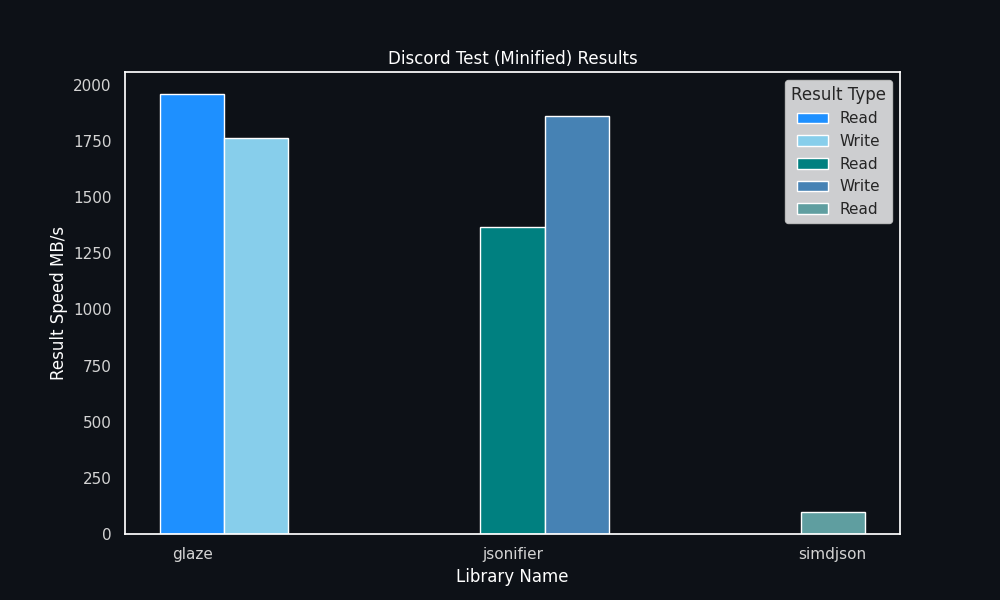 Discord Test (Minified) Results
Result Speed MB/s
2000
1750
1500
1250
1000
750
500
250
0
Result Type
Read
Write
Read
Write
Read
glaze
jsonifier
simdjson
Library Name